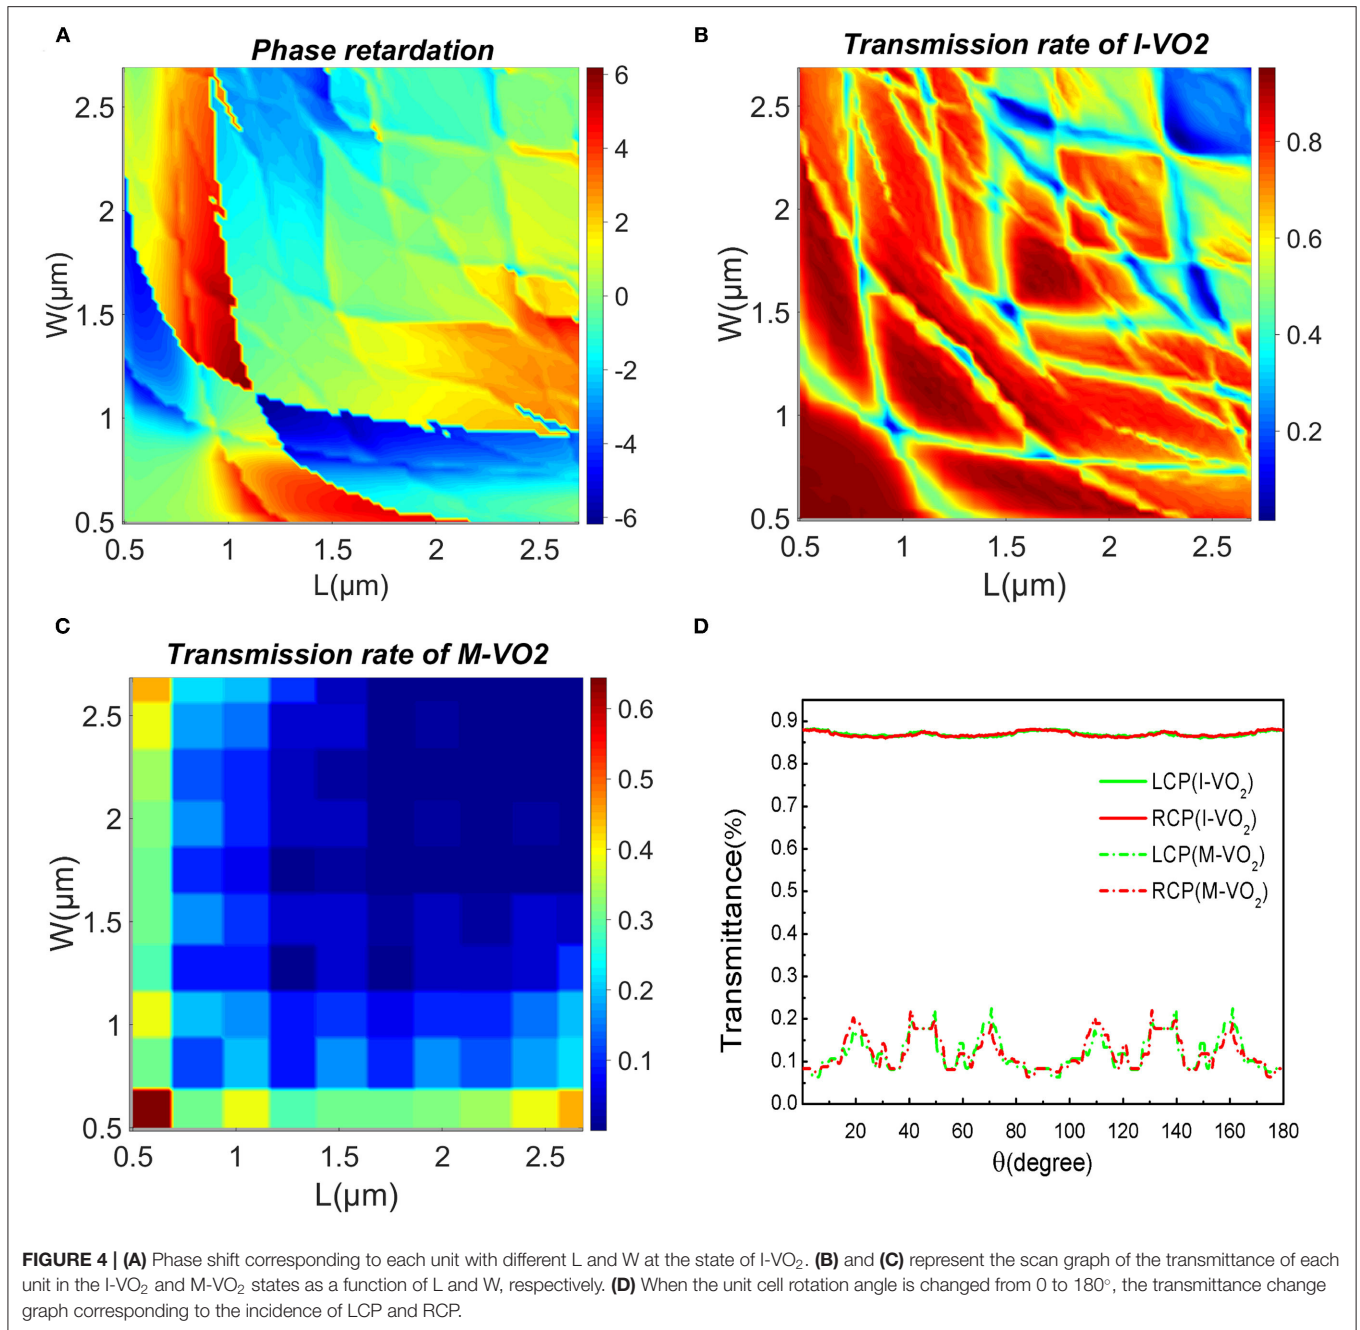 A
Phase retardation
2.5
2
1.5
1
0.5
W(μm)
0.5 1 1.5 2 2.5
L(μm)
6
4
2
0
-2
-4
-6
B
Transmission rate of I-VO2
2.5
2
1.5
1
0.5
W(μm)
0.5 1 1.5 2 2.5
L(μm)
0.8
0.6
0.4
0.2
C
Transmission rate of M-VO2
2.5
2
1.5
1
0.5
W(μm)
0.5 1 1.5 2 2.5
L(μm)
0.6
0.5
0.4
0.3
0.2
0.1
D
0.9
0.8
0.7
0.6
0.5
0.4
0.3
0.2
0.1
0.0
Transmittance(%)
LCP(I-VO₂)
RCP(I-VO₂)
LCP(M-VO₂)
RCP(M-VO₂)
20 40 60 80 100 120 140 160 180
θ(degree)
FIGURE 4 | (A) Phase shift corresponding to each unit with different L and W at the state of I-VO₂. (B) and (C) represent the scan graph of the transmittance of each
unit in the I-VO₂ and M-VO₂ states as a function of L and W, respectively. (D) When the unit cell rotation angle is changed from 0 to 180°, the transmittance change
graph corresponding to the incidence of LCP and RCP.